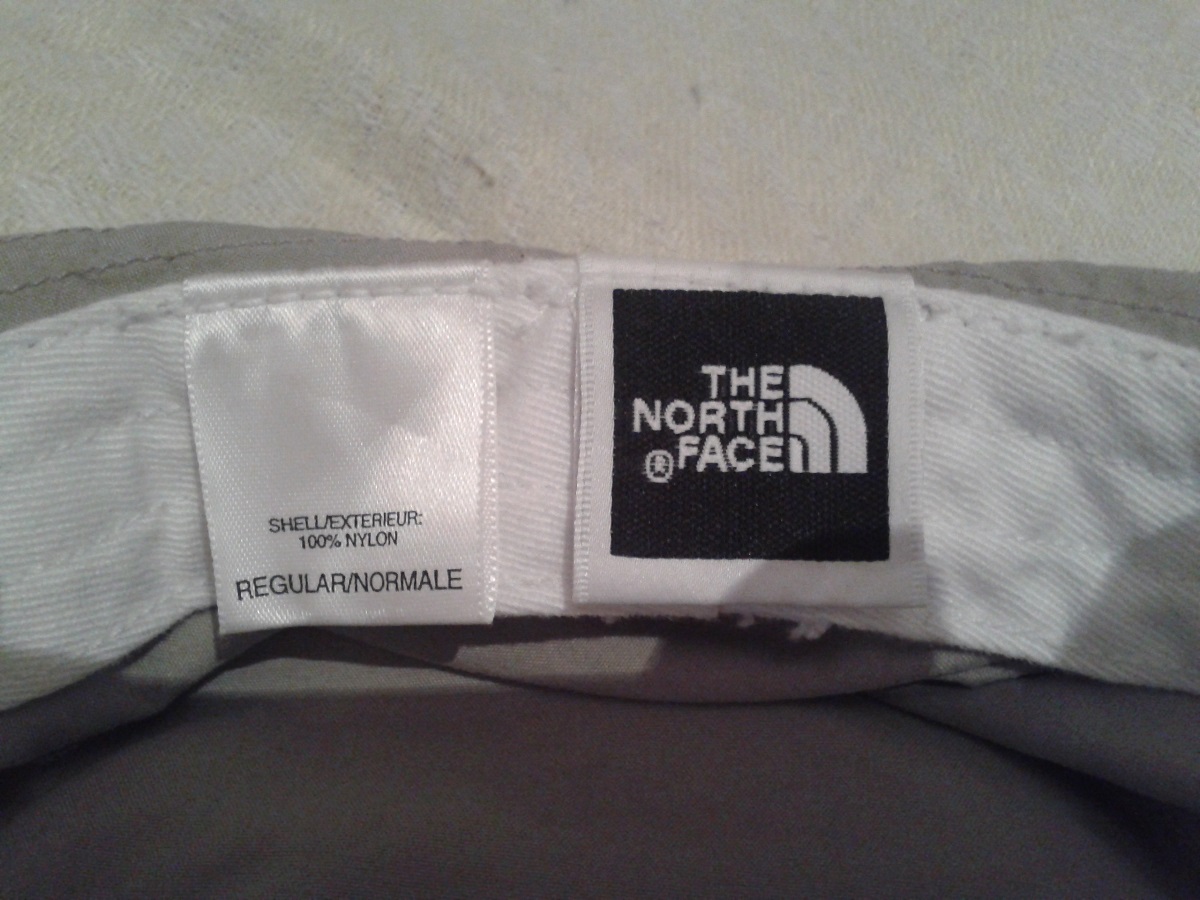 SHELL/EXTERIEUR:
100% NYLON
REGULAR/NORMALE
THE
NORTH
FACE
®